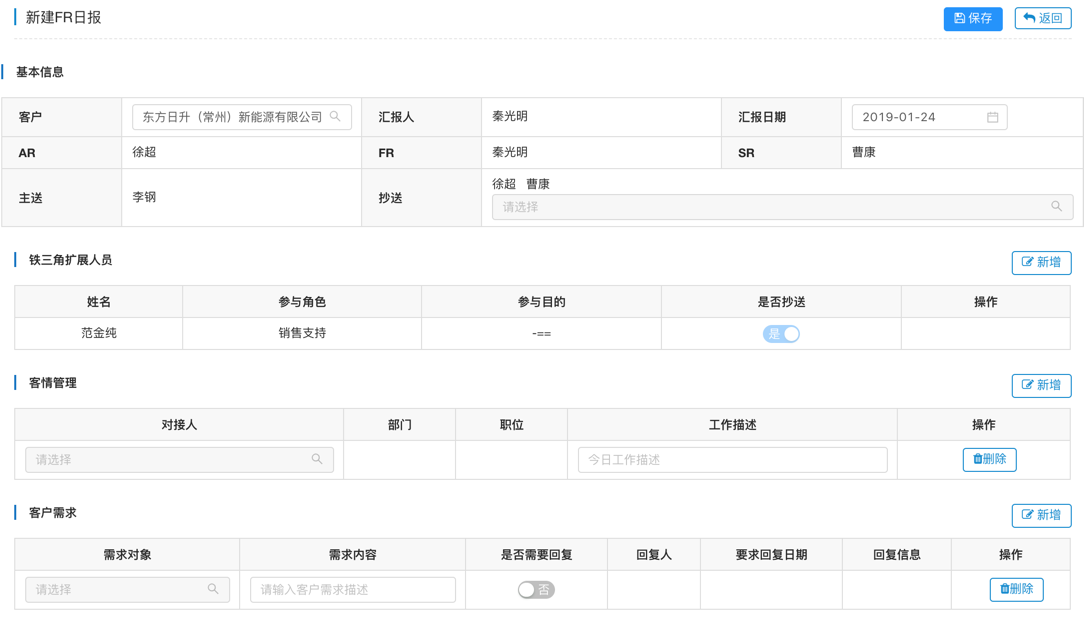 新建FR日报
保存 返回
基本信息
客户 东方日升（常州）新能源有限公司 汇报人 秦光明 汇报日期 2019-01-24
AR 徐超 FR 秦光明 SR 曹康
主送 李钢 抄送 徐超 曹康
请选择
铁三角扩展人员 新增
姓名 参与角色 参与目的 是否抄送 操作
范金纯 销售支持 -== 是
客情管理 新增
对接人 部门 职位 工作描述 操作
请选择 今日工作描述 删除
客户需求 新增
需求对象 需求内容 是否需要回复 回复人 要求回复日期 回复信息 操作
请选择 请输入客户需求描述 否 删除